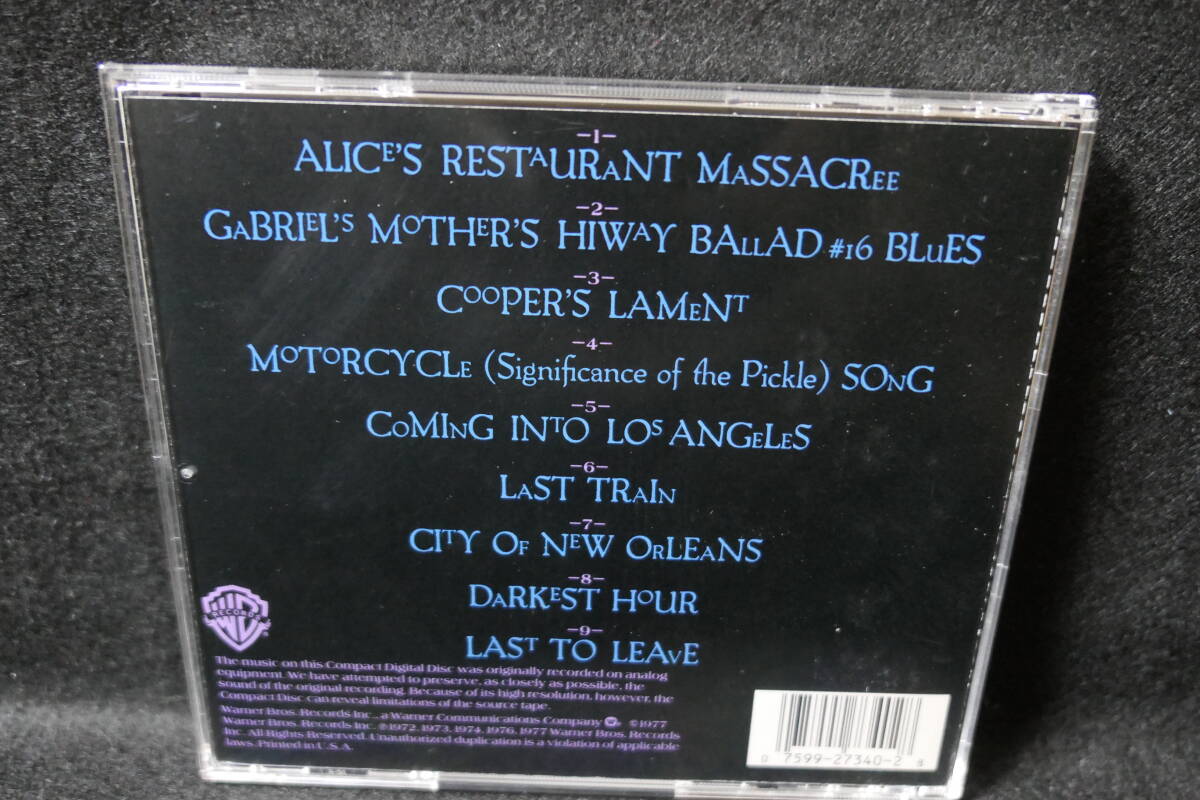 -1-
ALICE'S RESTAURANT MASSACREE
-2-
GABRIEL'S MOTHER'S HIWAY BALLAD #16 BLUES
-3-
COOPER'S LAMENT
-4-
MOTORCYCLE (Significance of the Pickle) SONG
-5-
COMING INTO LOS ANGELES
-6-
LAST TRAIN
-7-
CITY OF NEW ORLEANS
-8-
DARKEST HOUR
-9-
LAST TO LEAVE
WB
RECORDS
The music on this Compact Digital Disc was originally recorded on analog
equipment. We have attempted to preserve, as closely as possible, the
sound of the original recording. Because of its high resolution, however, the
Compact Disc can reveal limitations of the source tape.
Warner Bros. Records Inc., a Warner Communications Company ©1977
Warner Bros. Records Inc. ℗1972, 1973, 1974, 1976, 1977 Warner Bros. Records
Inc. All Rights Reserved. Unauthorized duplication is a violation of applicable
laws. Printed in U.S.A.
0 7599-27340-2 8